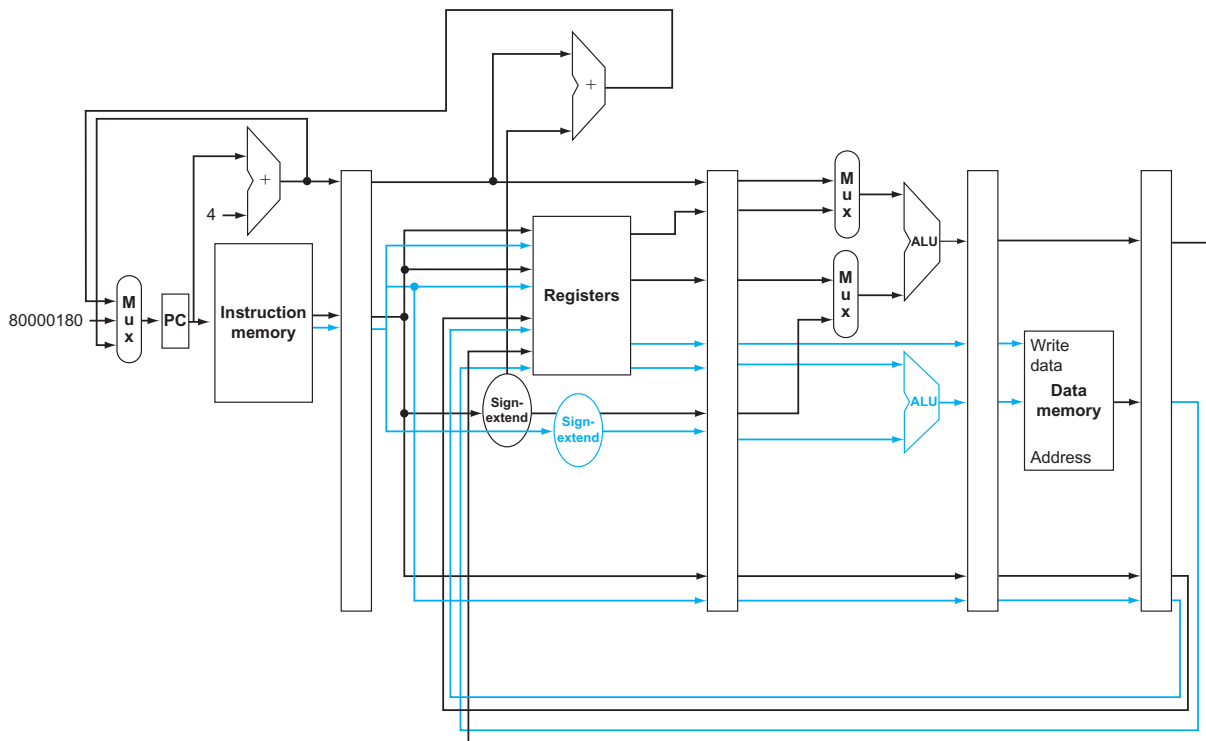 +
+
4
M
u
x
80000180
PC
Instruction
memory
Registers
Sign-
extend
Sign-
extend
M
u
x
M
u
x
ALU
ALU
Write
data
Data
memory
Address